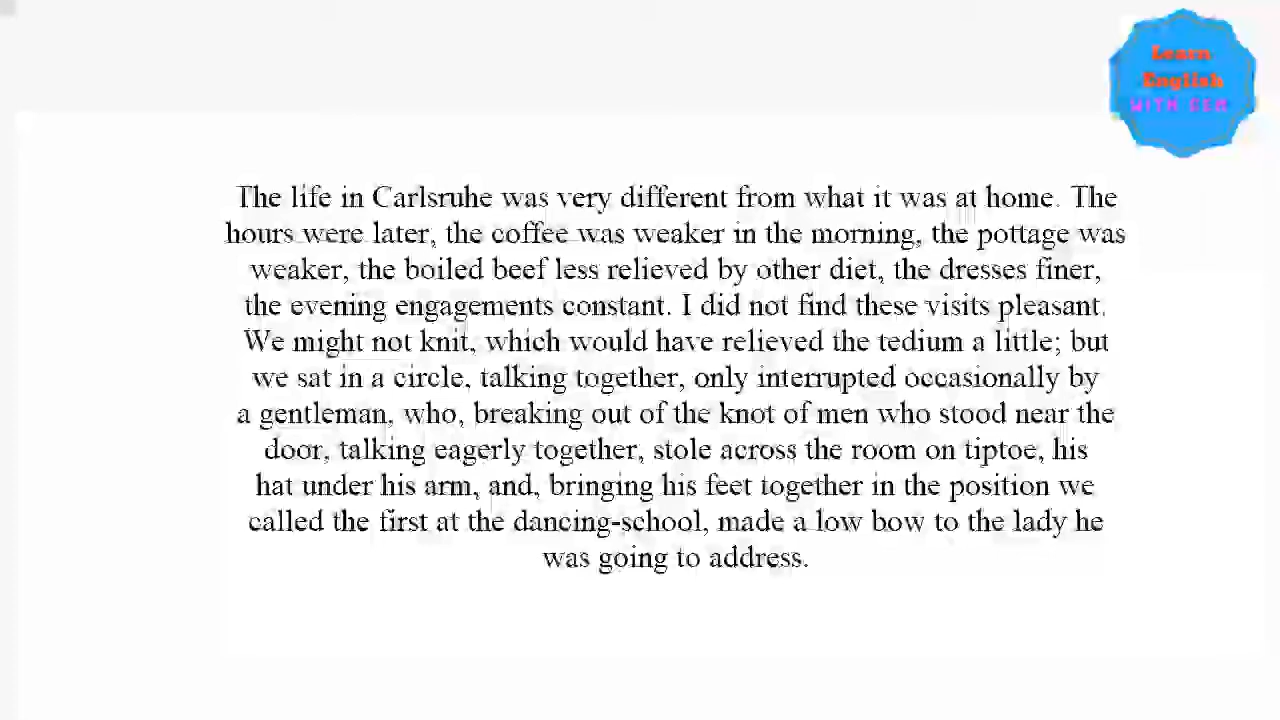 Learn
English
WITH CEM
The life in Carlsruhe was very different from what it was at home. The
hours were later, the coffee was weaker in the morning, the pottage was
weaker, the boiled beef less relieved by other diet, the dresses finer,
the evening engagements constant. I did not find these visits pleasant.
We might not knit, which would have relieved the tedium a little; but
we sat in a circle, talking together, only interrupted occasionally by
a gentleman, who, breaking out of the knot of men who stood near the
door, talking eagerly together, stole across the room on tiptoe, his
hat under his arm, and, bringing his feet together in the position we
called the first at the dancing-school, made a low bow to the lady he
was going to address.